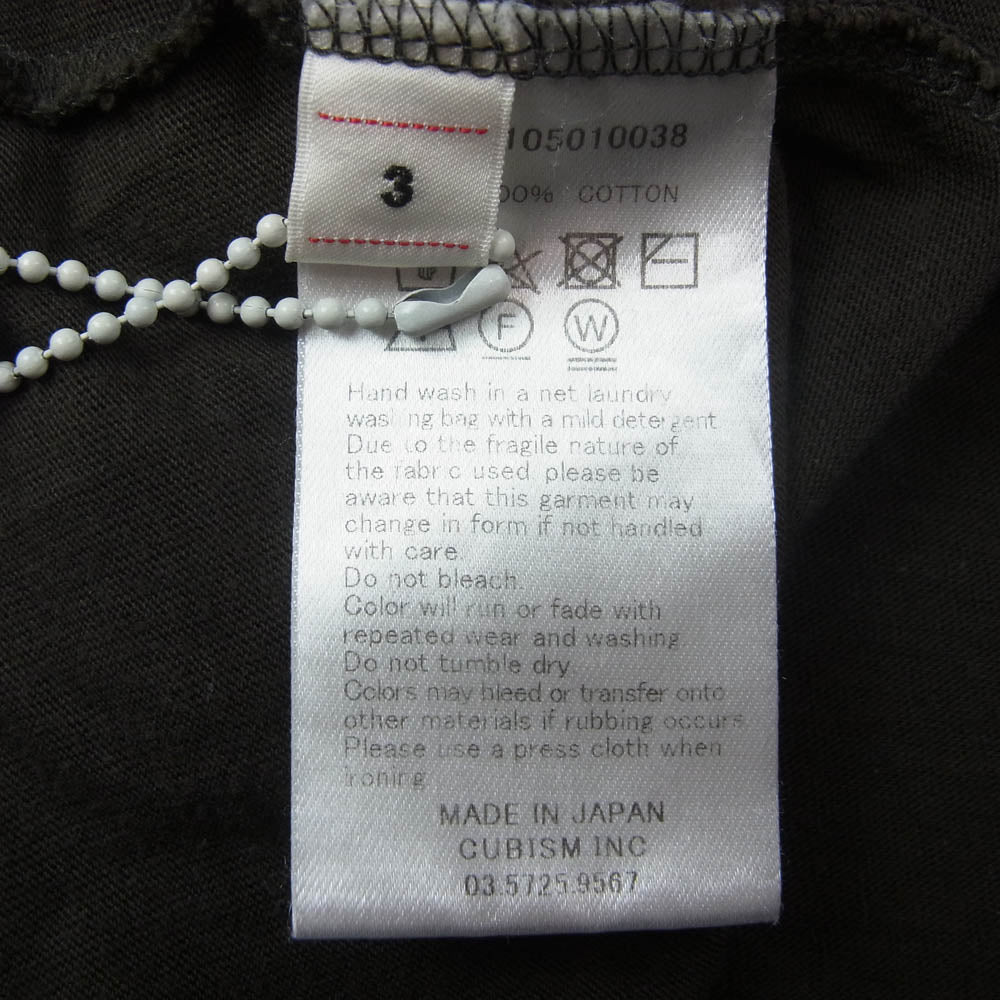 3
105010038
00% COTTON
F
W
Hand wash in a net laundry
washing bag with a mild detergent
Due to the fragile nature of
the fabric used please be
aware that this garment may
change in form if not handled
with care.
Do not bleach.
Color will run or fade with
repeated wear and washing
Do not tumble dry
Colors may bleed or transfer onto
other materials if rubbing occurs
Please use a press cloth when
ironing
MADE IN JAPAN
CUBISM INC
03.5725.9567